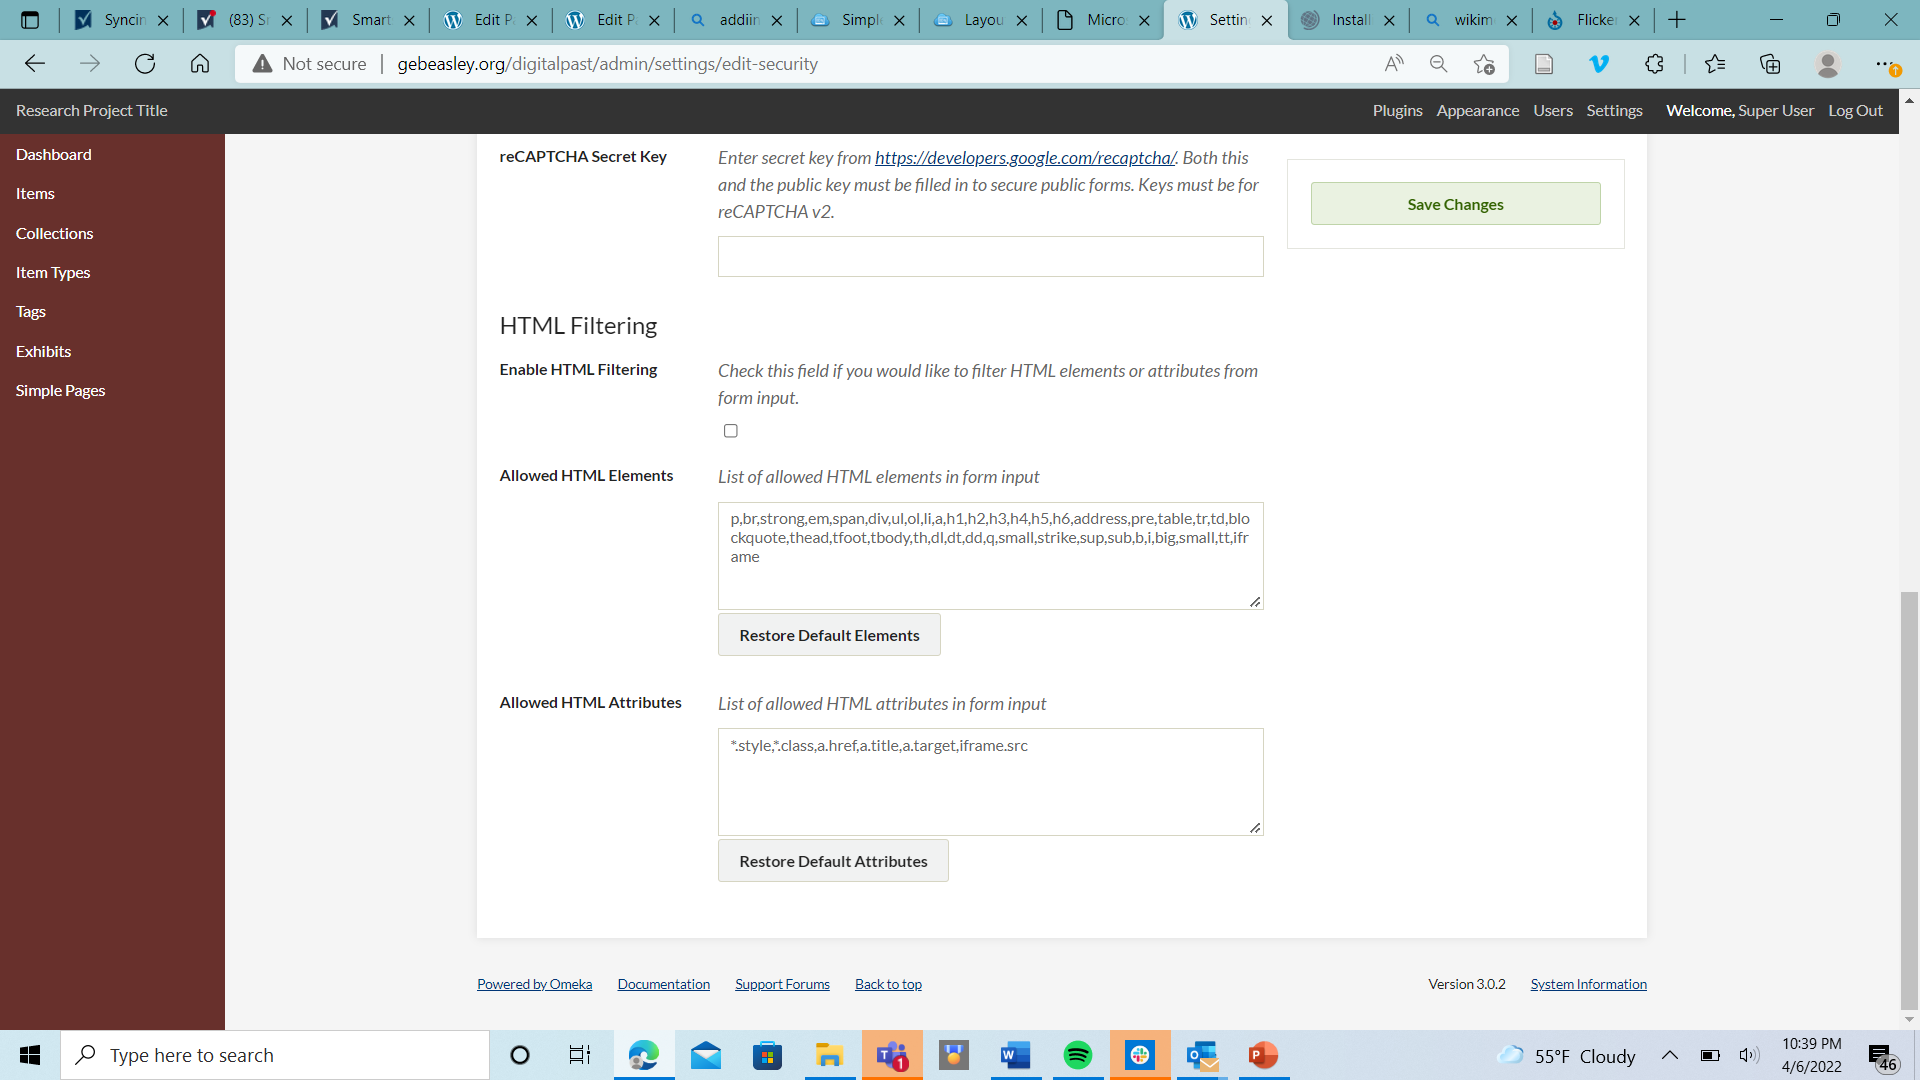 Syncin
(83) Sr
Smart
Edit P
Edit P
addiin
Simple
Layou
Micro
Settin
Install
wikim
Flicke
Not secure
gebeasley.org/digitalpast/admin/settings/edit-security
Research Project Title
Plugins Appearance Users Settings Welcome, Super User Log Out
Dashboard
Items
Collections
Item Types
Tags
Exhibits
Simple Pages
reCAPTCHA Secret Key
Enter secret key from https://developers.google.com/recaptcha/. Both this
and the public key must be filled in to secure public forms. Keys must be for
reCAPTCHA v2.
Save Changes
HTML Filtering
Enable HTML Filtering
Check this field if you would like to filter HTML elements or attributes from
form input.
Allowed HTML Elements
List of allowed HTML elements in form input
p,br,strong,em,span,div,ul,ol,li,a,h1,h2,h3,h4,h5,h6,address,pre,table,tr,td,blo
ckquote,thead,tfoot,tbody,th,dl,dt,dd,q,small,strike,sup,sub,b,i,big,small,tt,ifr
ame
Restore Default Elements
Allowed HTML Attributes
List of allowed HTML attributes in form input
*.style,*.class,a.href,a.title,a.target,iframe.src
Restore Default Attributes
Powered by Omeka Documentation Support Forums Back to top
Version 3.0.2 System Information
Type here to search
1
55°F Cloudy
10:39 PM
4/6/2022
46